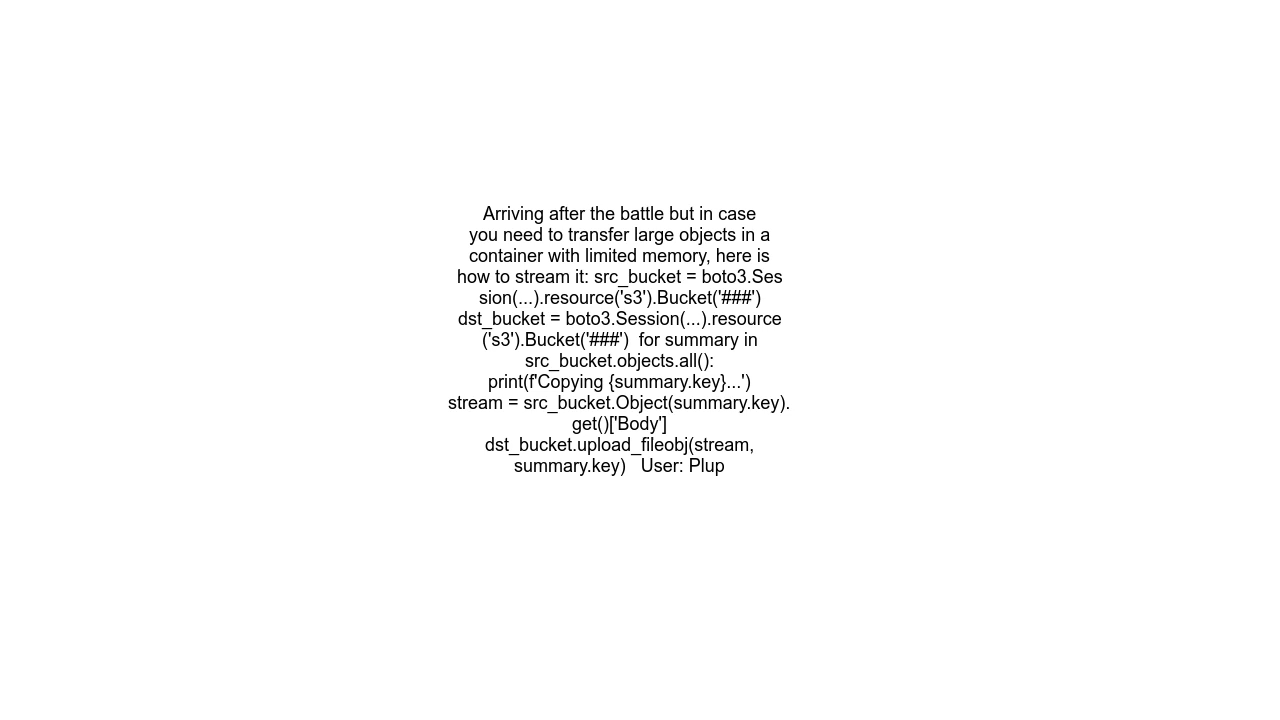 Arriving after the battle but in case
you need to transfer large objects in a
container with limited memory, here is
how to stream it: src_bucket = boto3.Ses
sion(...).resource('s3').Bucket('###')
dst_bucket = boto3.Session(...).resource
('s3').Bucket('###')  for summary in
src_bucket.objects.all():
print(f'Copying {summary.key}...')
stream = src_bucket.Object(summary.key).
get()['Body']
dst_bucket.upload_fileobj(stream,
summary.key)   User: Plup